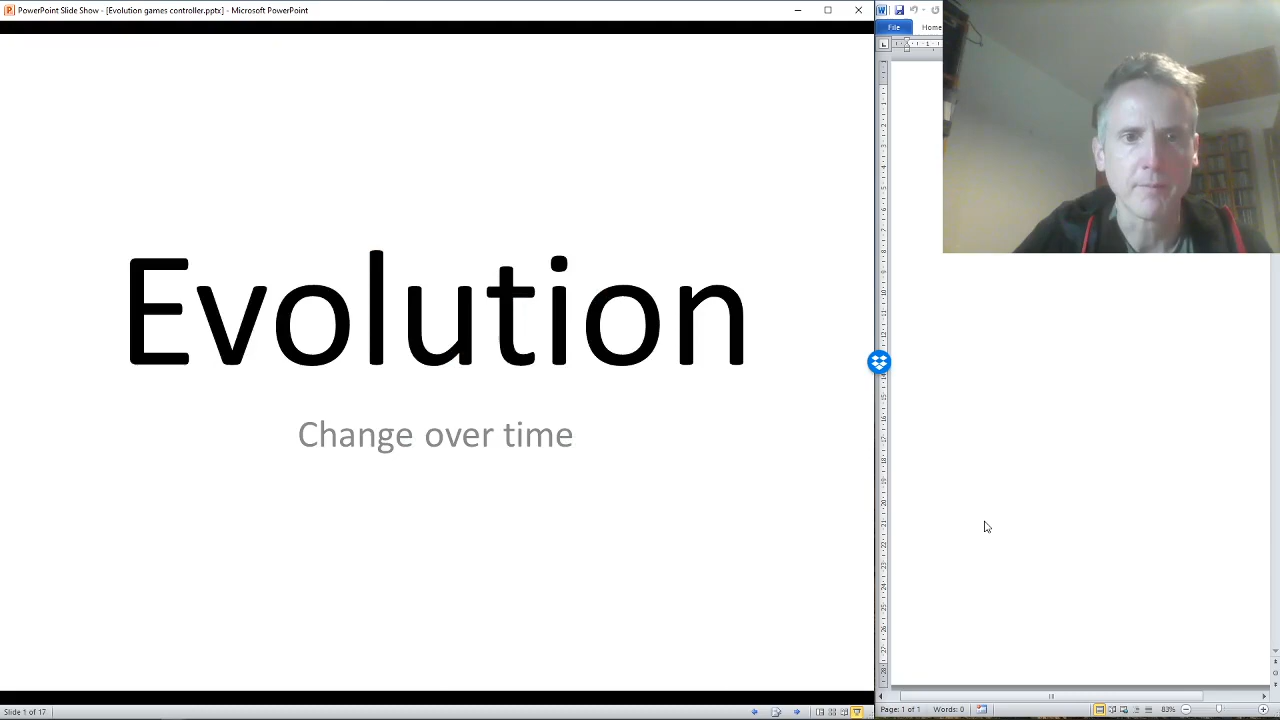 PowerPoint Slide Show - [Evolution games controller.pptx] - Microsoft PowerPoint
File
Home
Evolution
Change over time
Slide 1 of 17
Page: 1 of 1
Words: 0
83%